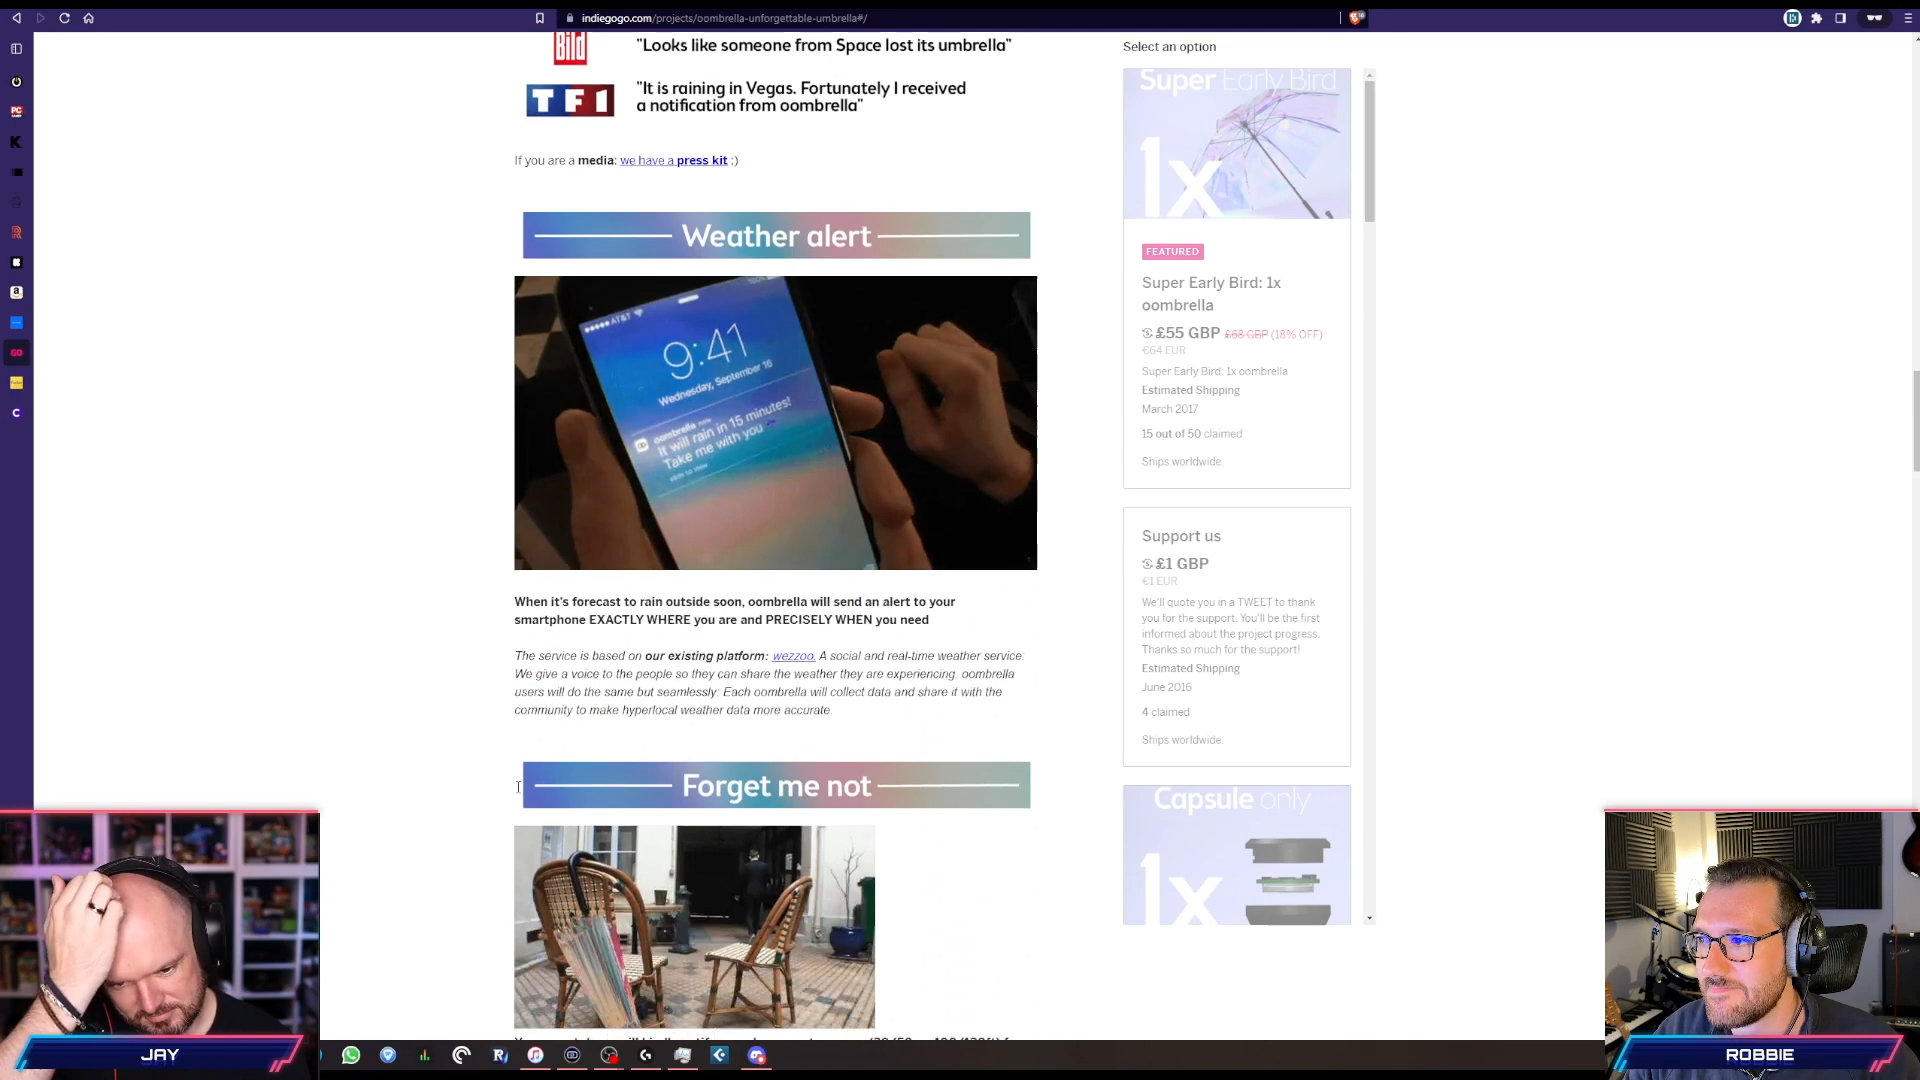 indiegogo.com/projects/oombrella-unforgettable-umbrella#/
Bild
"Looks like someone from Space lost its umbrella"
TF1
"It is raining in Vegas. Fortunately I received
a notification from oombrella"
If you are a media: we have a press kit :)
Weather alert
AT&T
9:41
Wednesday, September 16
oombrella now
It will rain in 15 minutes!
Take me with you
When it's forecast to rain outside soon, oombrella will send an alert to your
smartphone EXACTLY WHERE you are and PRECISELY WHEN you need
The service is based on our existing platform: wezzoo. A social and real-time weather service:
We give a voice to the people so they can share the weather they are experiencing. oombrella
users will do the same but seamlessly: Each oombrella will collect data and share it with the
community to make hyperlocal weather data more accurate.
Forget me not
Select an option
Super Early Bird
1x
FEATURED
Super Early Bird: 1x
oombrella
£55 GBP £68 GBP (18% OFF)
€64 EUR
Super Early Bird: 1x oombrella
Estimated Shipping
March 2017
15 out of 50 claimed
Ships worldwide.
Support us
£1 GBP
€1 EUR
We'll quote you in a TWEET to thank
you for the support. You'll be the first
informed about the project progress.
Thanks so much for the support!
Estimated Shipping
June 2016
4 claimed
Ships worldwide.
Capsule only
1x
JAY
ROBBIE